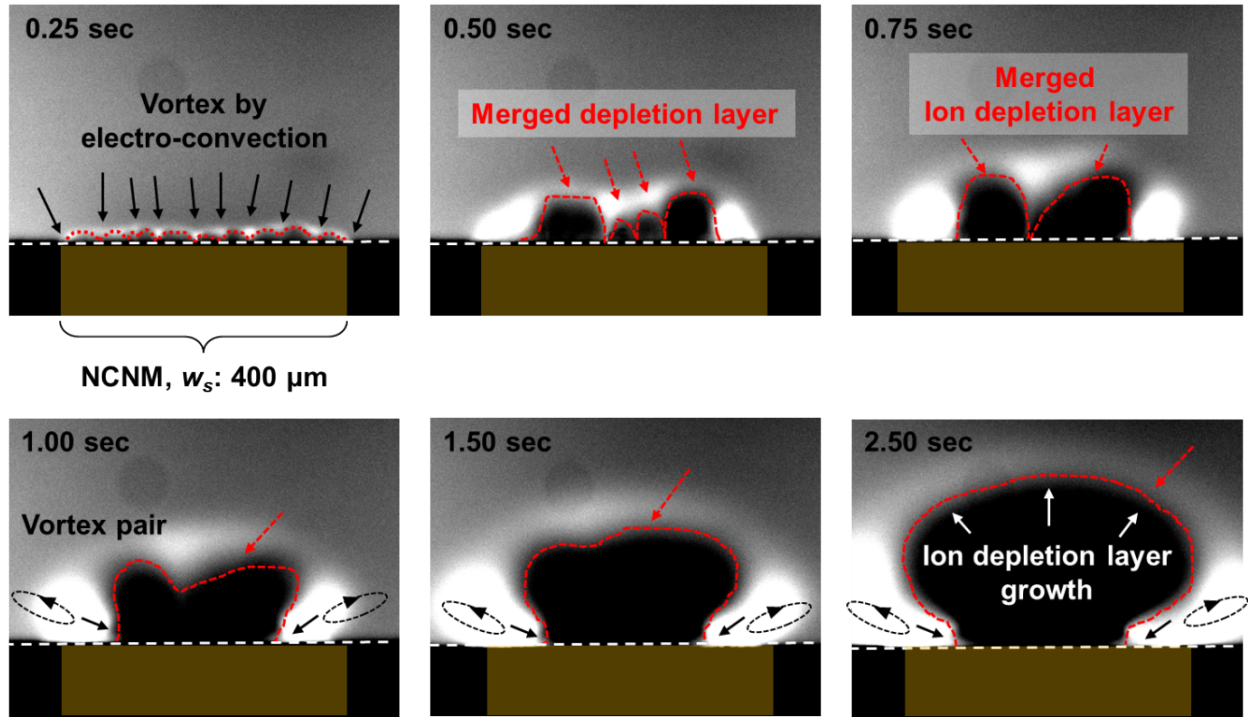 0.25 sec
Vortex by
electro-convection
NCNM, ws: 400 µm
0.50 sec
Merged depletion layer
0.75 sec
Merged
Ion depletion layer
1.00 sec
Vortex pair
1.50 sec
2.50 sec
Ion depletion layer
growth